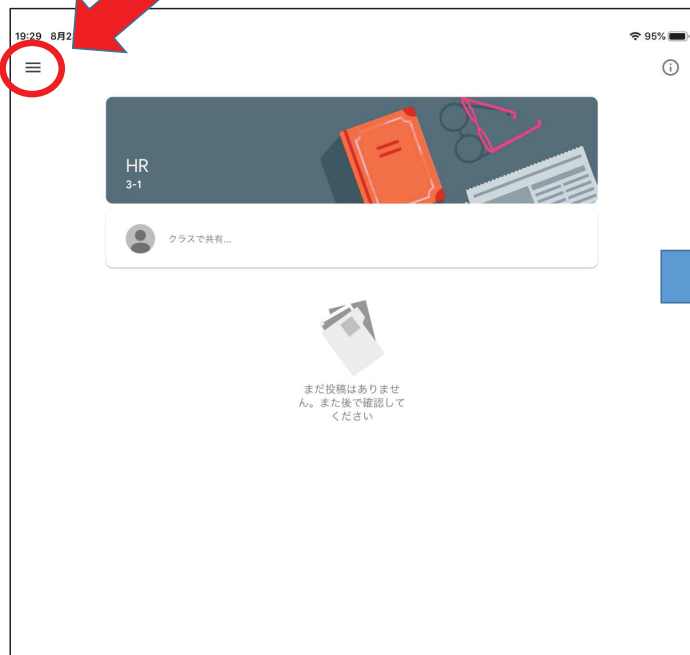 19:29 8月2
95%
HR
3-1
クラスで共有...
まだ投稿はありませ
ん。また後で確認して
ください